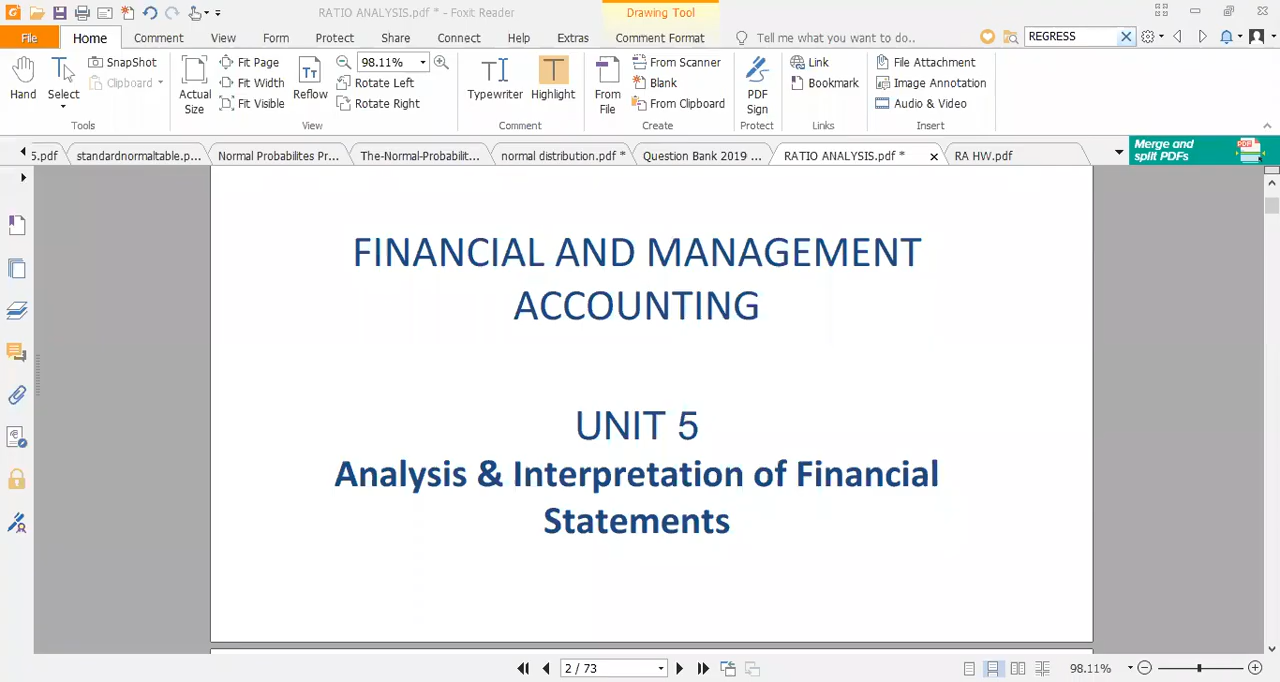 RATIO ANALYSIS.pdf * - Foxit Reader
Drawing Tool
File
Home
Comment
View
Form
Protect
Share
Connect
Help
Extras
Comment Format
Tell me what you want to do..
REGRESS
Hand
Select
SnapShot
Clipboard
Tools
Actual
Size
Fit Page
Fit Width
Fit Visible
Reflow
98.11%
Rotate Left
Rotate Right
View
Typewriter
Highlight
Comment
From
File
From Scanner
Blank
From Clipboard
Create
PDF
Sign
Protect
Link
Bookmark
Links
File Attachment
Image Annotation
Audio & Video
Insert
5.pdf
standardnormaltable.p...
Normal Probabilites Pr...
The-Normal-Probabilit...
normal distribution.pdf *
Question Bank 2019 ...
RATIO ANALYSIS.pdf *
RA HW.pdf
Merge and
split PDFs
FINANCIAL AND MANAGEMENT
ACCOUNTING
UNIT 5
Analysis & Interpretation of Financial
Statements
2 / 73
98.11%